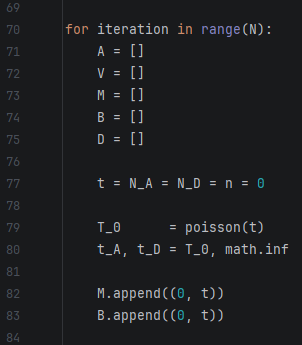 69
70 for iteration in range(N):
71 A = []
72 V = []
73 M = []
74 B = []
75 D = []
76
77 t = N_A = N_D = n = 0
78
79 T_0 = poisson(t)
80 t_A, t_D = T_0, math.inf
81
82 M.append((0, t))
83 B.append((0, t))
84